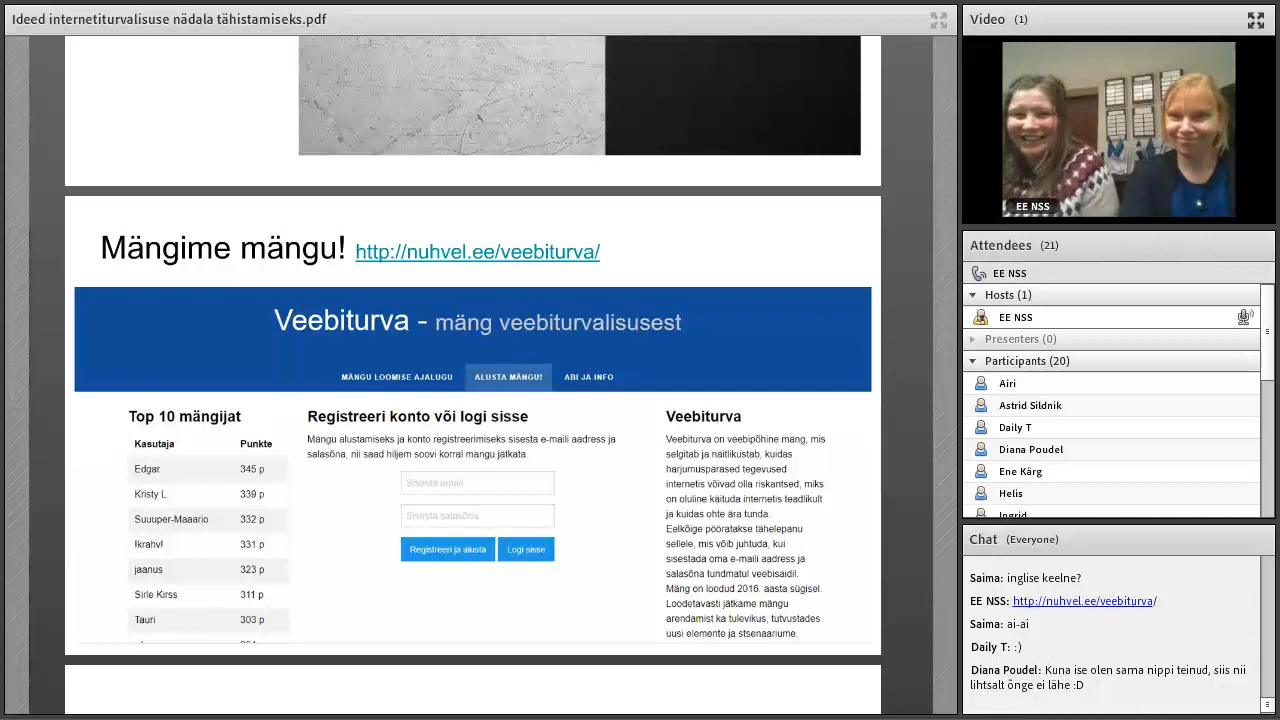 Ideed internetiturvalisuse nädala tähistamiseks.pdf
Mängime mängu! http://nuhvel.ee/veebiturva/
Veebiturva - mäng veebiturvalisusest
MÄNGU LOOMISE AJALUGU ALUSTA MÄNGU! ABI JA INFO
Top 10 mängijat
Kasutaja Punkte
Edgar 345 p
Kristy L. 339 p
Suuuper-Maaario 332 p
Ikrahv! 331 p
jaanus 323 p
Sirle Kirss 311 p
Tauri 303 p
Registreeri konto või logi sisse
Mängu alustamiseks ja konto registreerimiseks sisesta e-maili aadress ja
salasõna, nii saad hiljem soovi korral mängu jätkata.
Sisesta email
Sisesta salasõna
Registreeri ja alusta Logi sisse
Veebiturva
Veebiturva on veebipõhine mäng, mis
selgitab ja näitlikustab, kuidas
harjumuspärased tegevused
internetis võivad olla riskantsed, miks
on oluline käituda internetis teadlikult
ja kuidas ohte ära tunda.
Eelkõige pööratakse tähelepanu
sellele, mis võib juhtuda, kui
sisestada oma e-maili aadress ja
salasõna tundmatul veebisaidil.
Mäng on loodud 2016. aasta sügisel.
Loodetavasti jätkame mängu
arendamist ka tulevikus, tutvustades
uusi elemente ja stsenaariume.
Video (1)
EE NSS
Attendees (21)
EE NSS
Hosts (1)
EE NSS
Presenters (0)
Participants (20)
Airi
Astrid Sildnik
Daily T
Diana Poudel
Ene Kärg
Helis
Ingrid
Chat (Everyone)
Saima: inglise keelne?
EE NSS: http://nuhvel.ee/veebiturva/
Saima: ai-ai
Daily T: :)
Diana Poudel: Kuna ise olen sama nippi teinud, siis nii
lihtsalt õnge ei lähe :D